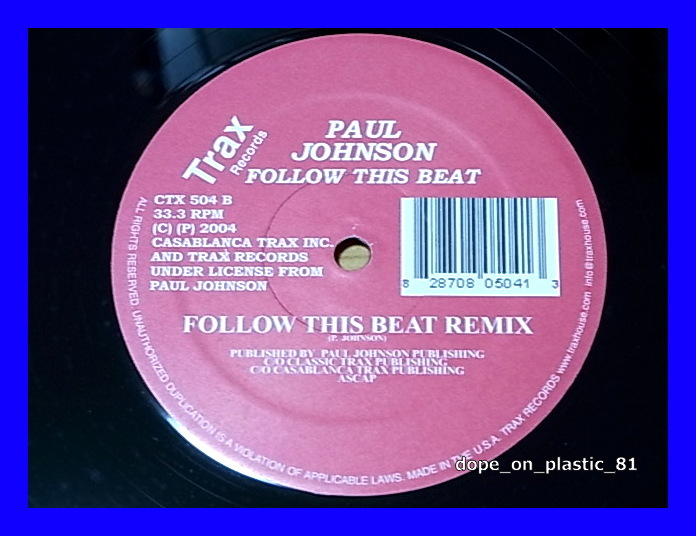 Trax
Records
PAUL
JOHNSON
FOLLOW THIS BEAT
CTX 504 B
33.3 RPM
(C) (P) 2004
CASABLANCA TRAX INC.
AND TRAX RECORDS
UNDER LICENSE FROM
PAUL JOHNSON
8 28708 05041 3
FOLLOW THIS BEAT REMIX
(P. JOHNSON)
PUBLISHED BY PAUL JOHNSON PUBLISHING
C/O CLASSIC TRAX PUBLISHING
C/O CASABLANCA TRAX PUBLISHING
ASCAP
ALL RIGHTS RESERVED. UNAUTHORIZED DUPLICATION IS A VIOLATION OF APPLICABLE LAWS. MADE IN THE U.S.A. TRAX RECORDS www.traxhouse.com info@traxhouse.com
dope_on_plastic_81